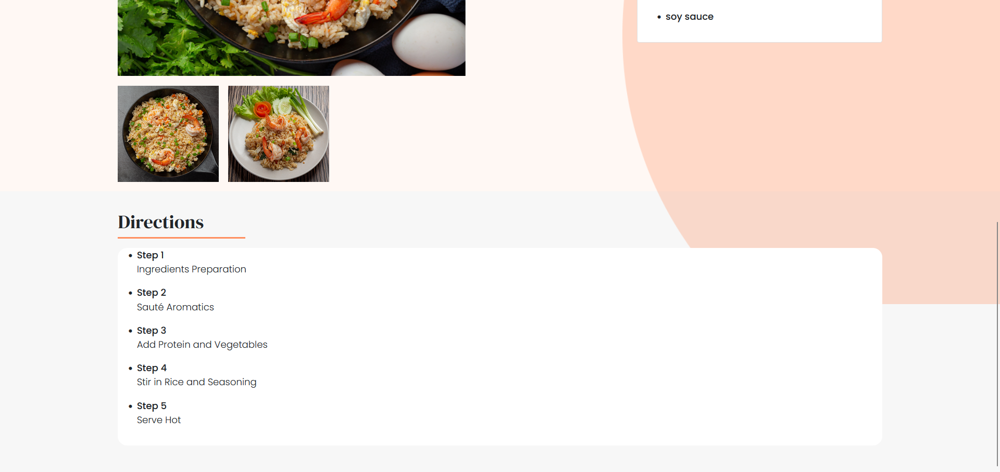 soy sauce
Directions
Step 1
Ingredients Preparation
Step 2
Sauté Aromatics
Step 3
Add Protein and Vegetables
Step 4
Stir in Rice and Seasoning
Step 5
Serve Hot